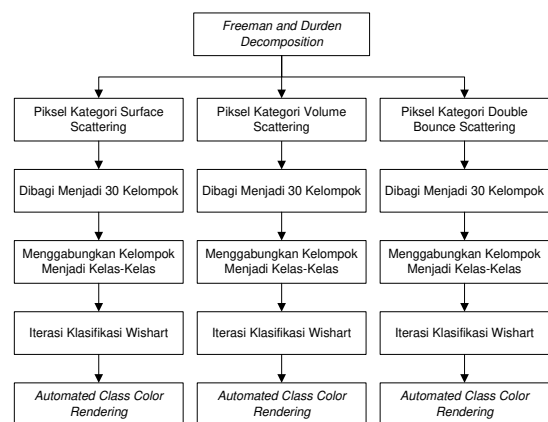 Freeman and Durden
Decomposition
Piksel Kategori Surface
Scattering
Piksel Kategori Volume
Scattering
Piksel Kategori Double
Bounce Scattering
Dibagi Menjadi 30 Kelompok
Dibagi Menjadi 30 Kelompok
Dibagi Menjadi 30 Kelompok
Menggabungkan Kelompok
Menjadi Kelas-Kelas
Menggabungkan Kelompok
Menjadi Kelas-Kelas
Menggabungkan Kelompok
Menjadi Kelas-Kelas
Iterasi Klasifikasi Wishart
Iterasi Klasifikasi Wishart
Iterasi Klasifikasi Wishart
Automated Class Color
Rendering
Automated Class Color
Rendering
Automated Class Color
Rendering